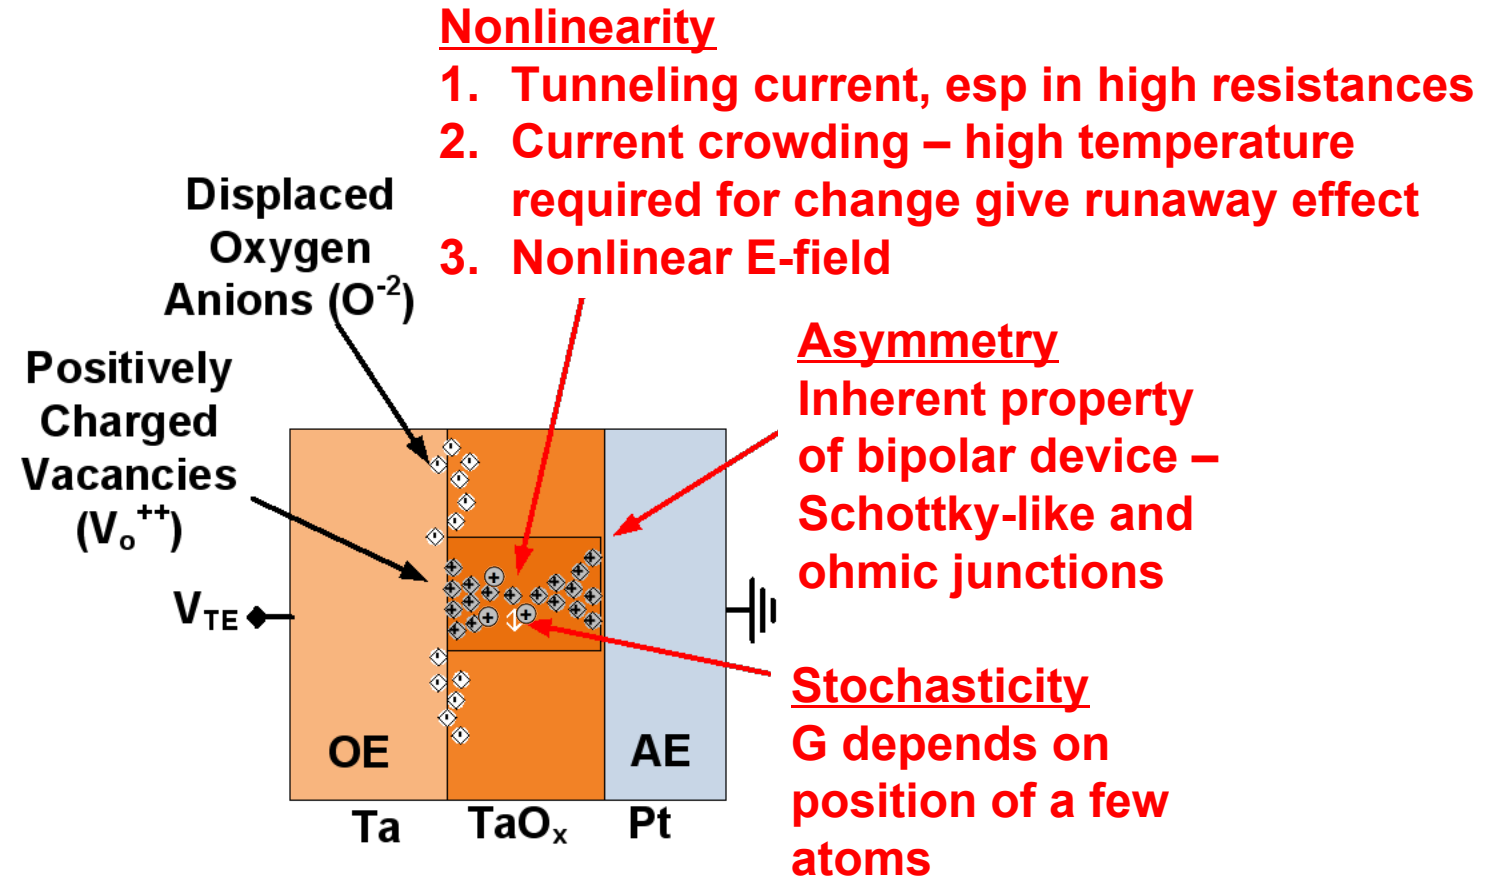 Nonlinearity
1. Tunneling current, esp in high resistances
2. Current crowding – high temperature
required for change give runaway effect
3. Nonlinear E-field
Displaced
Oxygen
Anions (O-2)
Positively
Charged
Vacancies
(Vo++)
Asymmetry
Inherent property
of bipolar device –
Schottky-like and
ohmic junctions
VTE
Stochasticity
G depends on
position of a few
atoms
OE
AE
Ta
TaOx
Pt